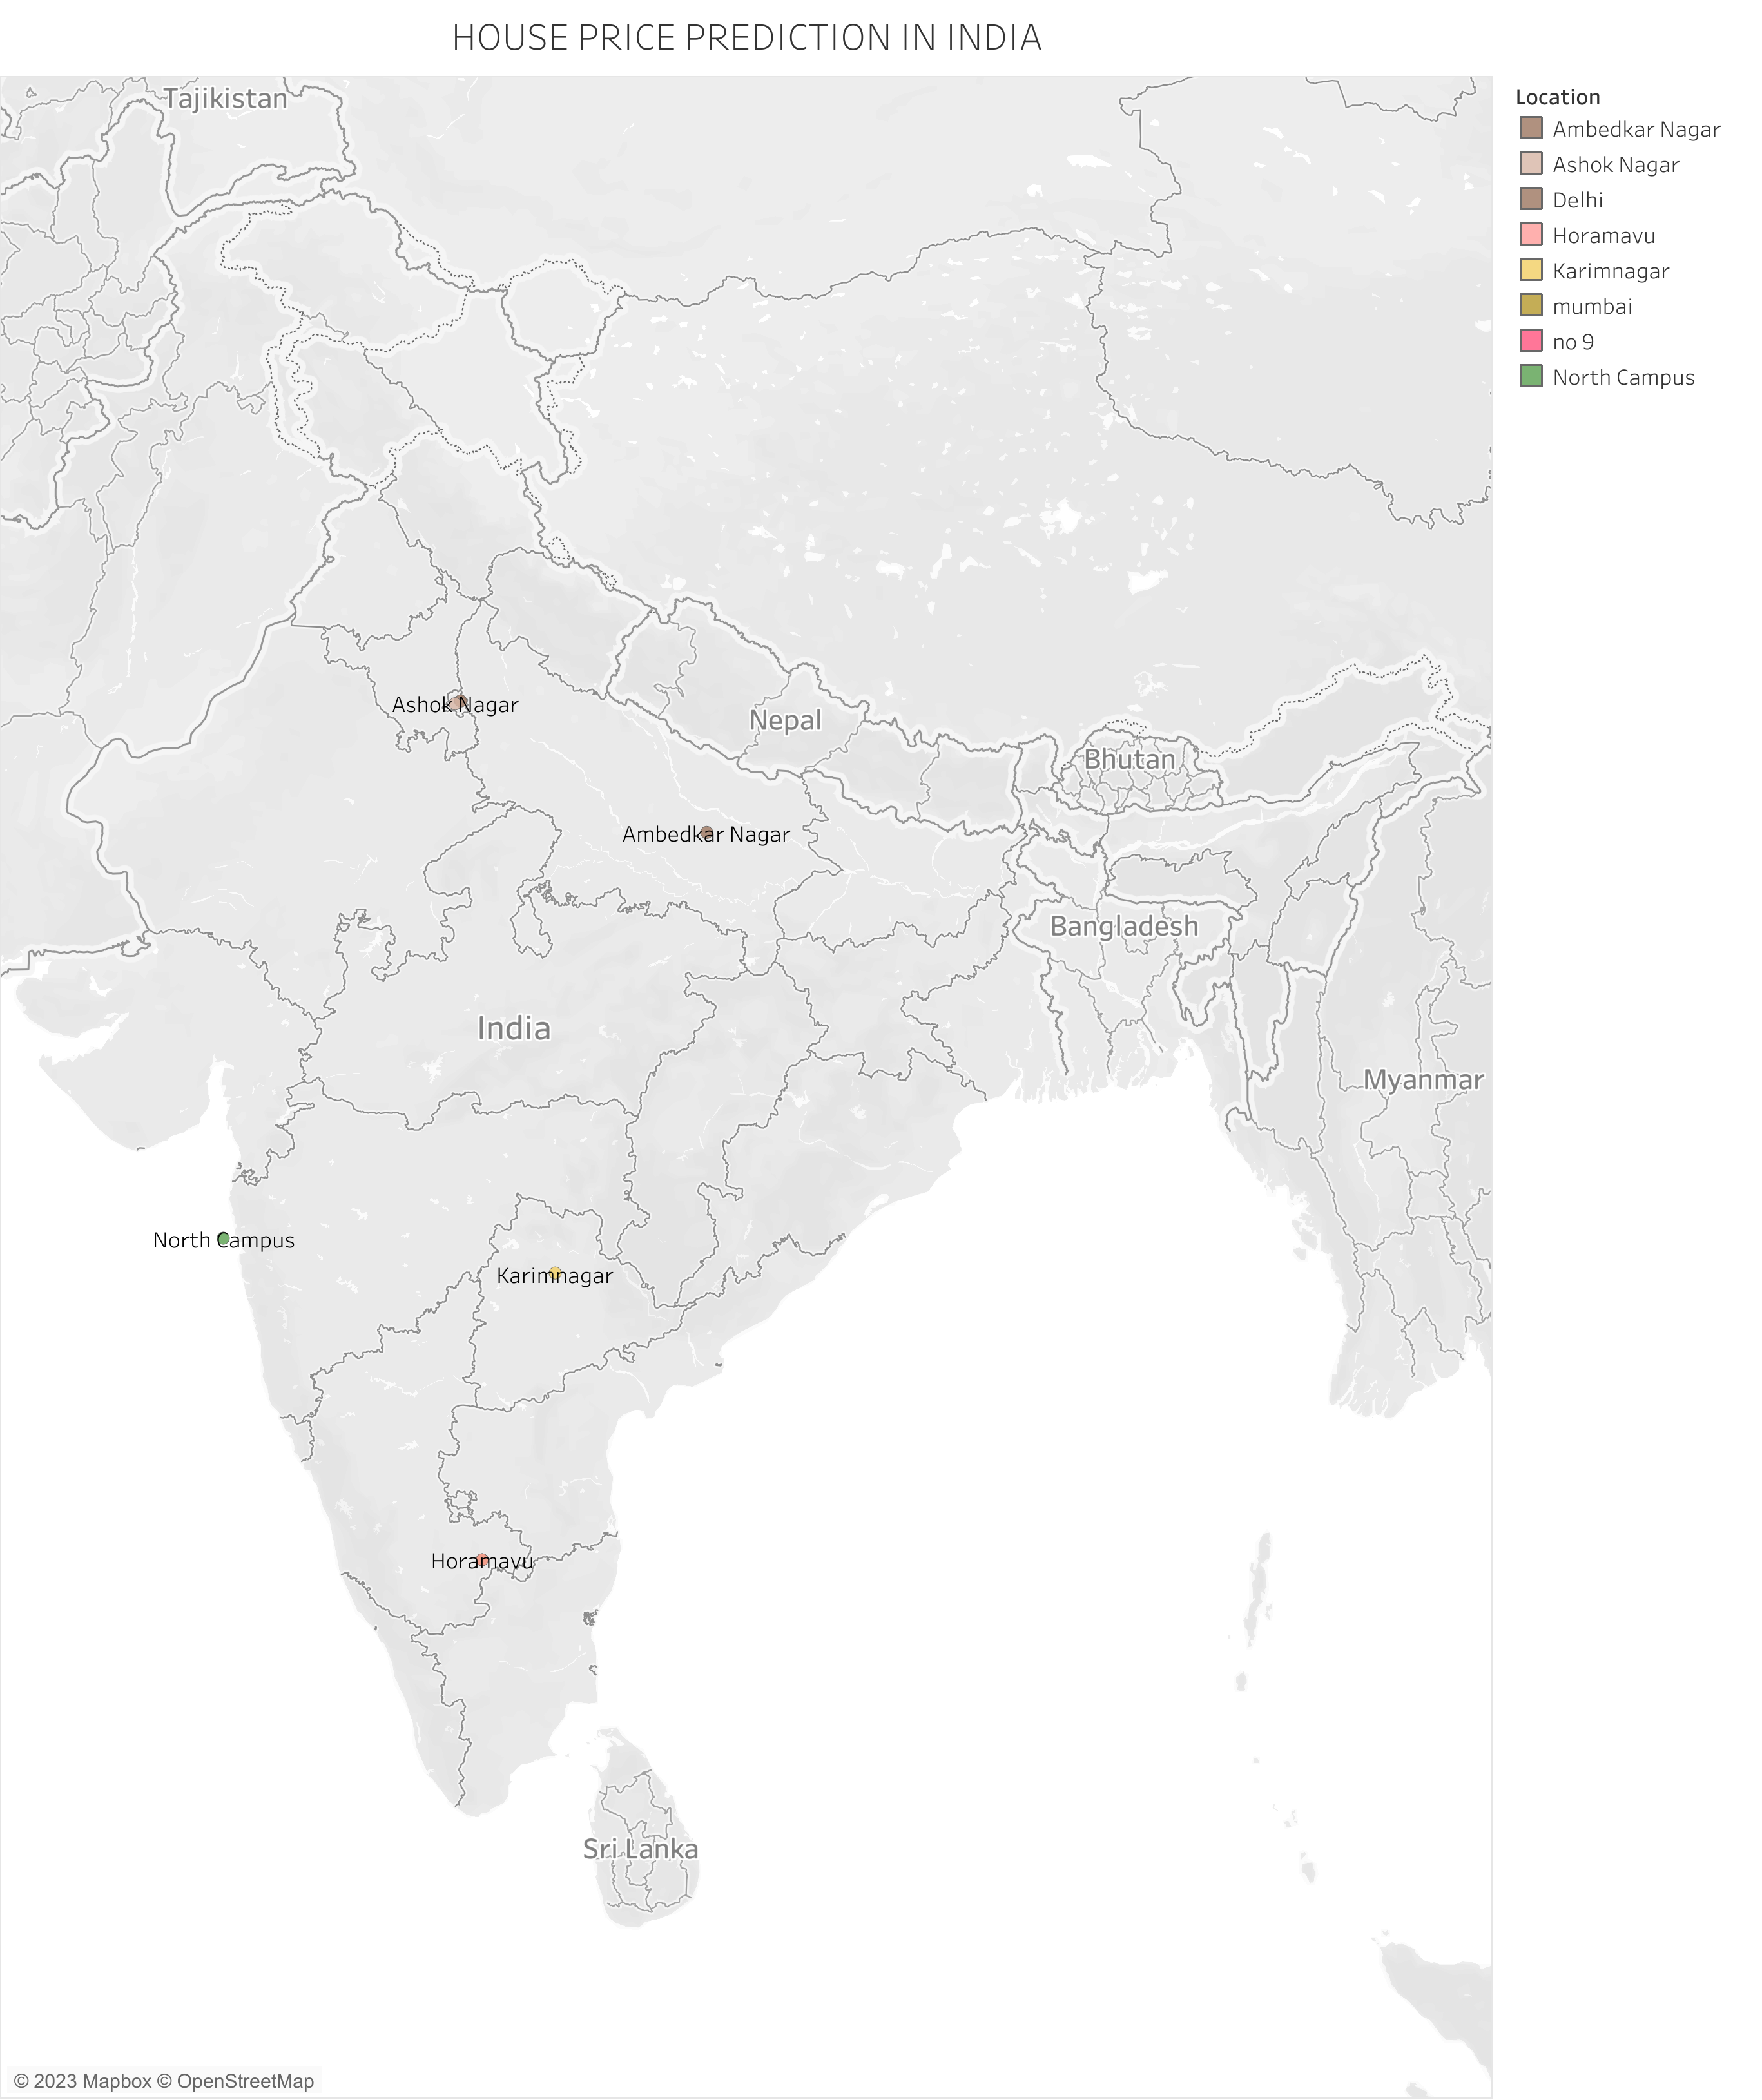 HOUSE PRICE PREDICTION IN INDIA
Location
Ambedkar Nagar
Ashok Nagar
Delhi
Horamavu
Karimnagar
mumbai
no 9
North Campus
Tajikistan
Ashok Nagar
Nepal
Bhutan
Ambedkar Nagar
Bangladesh
India
Myanmar
North Campus
Karimnagar
Horamavu
Sri Lanka
© 2023 Mapbox © OpenStreetMap